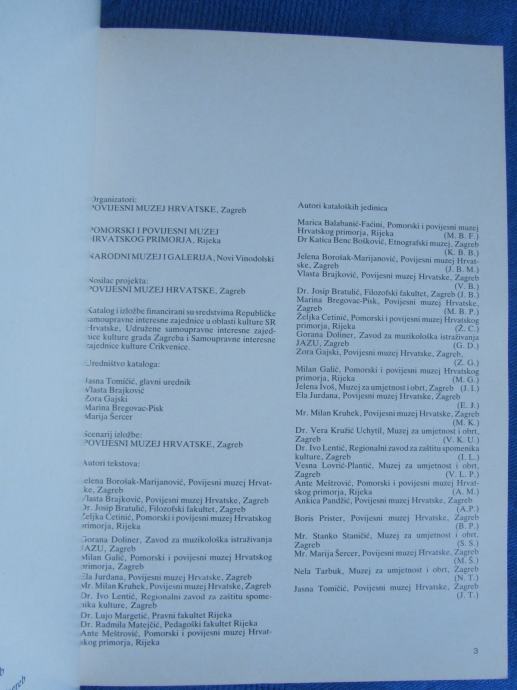 Organizatori:
POVIJESNI MUZEJ HRVATSKE, Zagreb
POMORSKI I POVIJESNI MUZEJ
HRVATSKOG PRIMORJA, Rijeka
NARODNI MUZEJ I GALERIJA, Novi Vinodolski
Nosilac projekta:
POVIJESNI MUZEJ HRVATSKE, Zagreb
Katalog i izložbe financirani su sredstvima Republičke
samoupravne interesne zajednice u oblasti kulture SR
Hrvatske, Udružene samoupravne interesne zajed-
nice kulture grada Zagreba i Samoupravne interesne
zajednice kulture Crikvenice.
Uredništvo kataloga:
Jasna Tomičić, glavni urednik
Vlasta Brajković
Zora Gajski
Marina Bregovac-Pisk
Marija Šercer
Scenarij izložbe:
POVIJESNI MUZEJ HRVATSKE, Zagreb
Autori tekstova:
Jelena Borošak-Marijanović, Povijesni muzej Hrvat-
ske, Zagreb
Vlasta Brajković, Povijesni muzej Hrvatske, Zagreb
Dr. Josip Bratulić, Filozofski fakultet, Zagreb
Željka Četinić, Pomorski i povijesni muzej Hrvatskog
primorja, Rijeka
Gorana Doliner, Zavod za muzikološka istraživanja
JAZU, Zagreb
Milan Galić, Pomorski i povijesni muzej Hrvatskog
primorja, Zagreb
Ela Jurdana, Povijesni muzej Hrvatske, Zagreb
Mr. Milan Kruhek, Povijesni muzej Hrvatske, Zagreb
Dr. Ivo Lentić, Regionalni zavod za zaštitu spome-
nika kulture, Zagreb
Dr. Lujo Margetić, Pravni fakultet Rijeka
Dr. Radmila Matejčić, Pedagoški fakultet Rijeka
Ante Meštrović, Pomorski i povijesni muzej Hrvat-
skog primorja, Rijeka
Autori kataloških jedinica
Marica Balabanić-Fačini, Pomorski i povijesni muzej
Hrvatskog primorja, Rijeka (M. B. F.)
Dr Katica Benc Bošković, Etnografski muzej, Zagreb
(K. B. B.)
Jelena Borošak-Marijanović, Povijesni muzej Hrvat-
ske, Zagreb (J. B. M.)
Vlasta Brajković, Povijesni muzej Hrvatske, Zagreb
(V. B.)
Dr. Josip Bratulić, Filozofski fakultet, Zagreb (J. B.)
Marina Bregovac-Pisk, Povijesni muzej Hrvatske,
Zagreb (M. B. P.)
Željka Četinić, Pomorski i povijesni muzej Hrvatskog
primorja, Rijeka (Ž. Č.)
Gorana Doliner, Zavod za muzikološka istraživanja
JAZU, Zagreb (G. D.)
Zora Gajski, Povijesni muzej Hrvatske, Zagreb,
(Z. G.)
Milan Galić, Pomorski i povijesni muzej Hrvatskog
primorja, Rijeka (M. G.)
Jelena Ivoš, Muzej za umjetnost i obrt, Zagreb (J. I.)
Ela Jurdana, Povijesni muzej Hrvatske, Zagreb
(E. J.)
Mr. Milan Kruhek, Povijesni muzej Hrvatske, Zagreb
(M. K.)
Dr. Vera Kružić Uchytil, Muzej za umjetnost i obrt,
Zagreb (V. K. U.)
Dr. Ivo Lentić, Regionalni zavod za zaštitu spomenika
kulture, Zagreb (I. L.)
Vesna Lovrić-Plantić, Muzej za umjetnost i obrt,
Zagreb (V. L. P.)
Ante Meštrović, Pomorski i povijesni muzej Hrvat-
skog primorja, Rijeka (A. M.)
Ankica Pandžić, Povijesni muzej Hrvatske, Zagreb
(A.P.)
Boris Prister, Povijesni muzej Hrvatske, Zagreb
(B. P.)
Mr. Stanko Staničić, Muzej za umjetnost i obrt,
Zagreb (S. S.)
Mr. Marija Šercer, Povijesni muzej Hrvatske, Zagreb
(M. Š.)
Nela Tarbuk, Muzej za umjetnost i obrt, Zagreb
(N. T.)
Jasna Tomičić, Povijesni muzej Hrvatske, Zagreb
(J. T.)
3